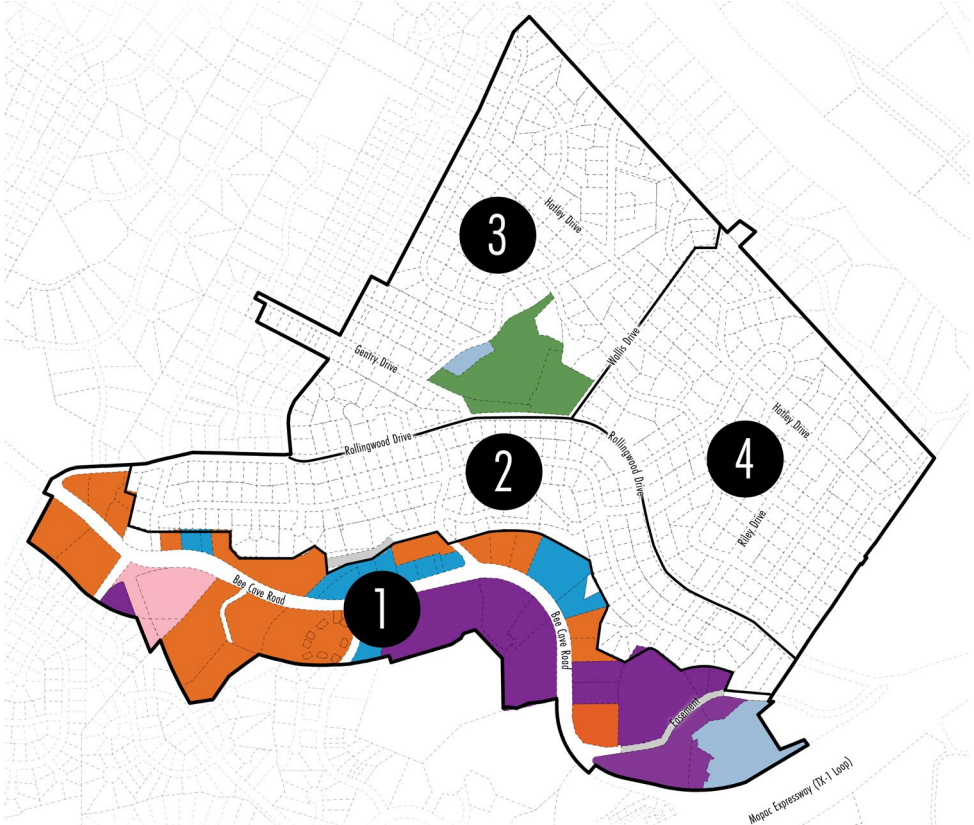 3
Hatley Drive
Wallis Drive
Gentry Drive
Hatley Drive
Rollingwood Drive
Rollingwood Drive
2
4
Riley Drive
Bee Cave Road
1
Bee Cave Road
Easement
Mopac Expressway (TX-1 Loop)